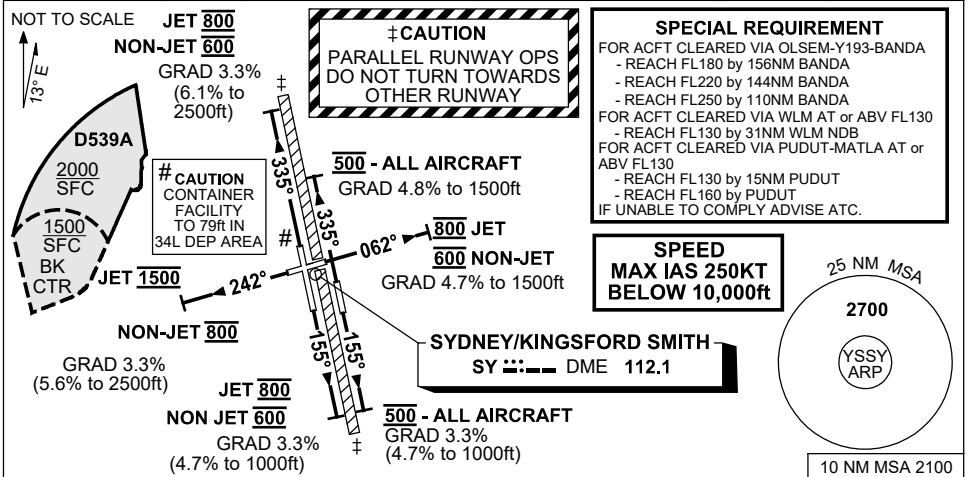 NOT TO SCALE
13° E
JET 800
NON-JET 600
GRAD 3.3%
(6.1% to
2500ft)
‡
‡CAUTION
PARALLEL RUNWAY OPS
DO NOT TURN TOWARDS
OTHER RUNWAY
SPECIAL REQUIREMENT
FOR ACFT CLEARED VIA OLSEM-Y193-BANDA
- REACH FL180 by 156NM BANDA
- REACH FL220 by 144NM BANDA
- REACH FL250 by 110NM BANDA
FOR ACFT CLEARED VIA WLM AT or ABV FL130
- REACH FL130 by 31NM WLM NDB
FOR ACFT CLEARED VIA PUDUT-MATLA AT or
ABV FL130
- REACH FL130 by 15NM PUDUT
- REACH FL160 by PUDUT
IF UNABLE TO COMPLY ADVISE ATC.
D539A
2000
SFC
1500
SFC
BK
CTR
# CAUTION
CONTAINER
FACILITY
TO 79ft IN
34L DEP AREA
#
335°
335°
500 - ALL AIRCRAFT
GRAD 4.8% to 1500ft
062°
800 JET
600 NON-JET
GRAD 4.7% to 1500ft
242°
JET 1500
NON-JET 800
GRAD 3.3%
(5.6% to 2500ft)
155°
155°
JET 800
NON JET 600
GRAD 3.3%
(4.7% to 1000ft)
500 - ALL AIRCRAFT
GRAD 3.3%
(4.7% to 1000ft)
‡
SYDNEY/KINGSFORD SMITH
SY DME 112.1
SPEED
MAX IAS 250KT
BELOW 10,000ft
25 NM MSA
2700
YSSY
ARP
10 NM MSA 2100